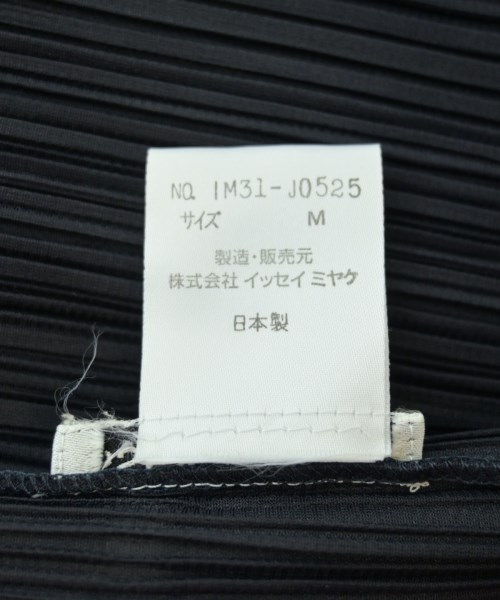 NO. IM31-J0525
サイズ M
製造・販売元
株式会社 イッセイ ミヤケ
日本製